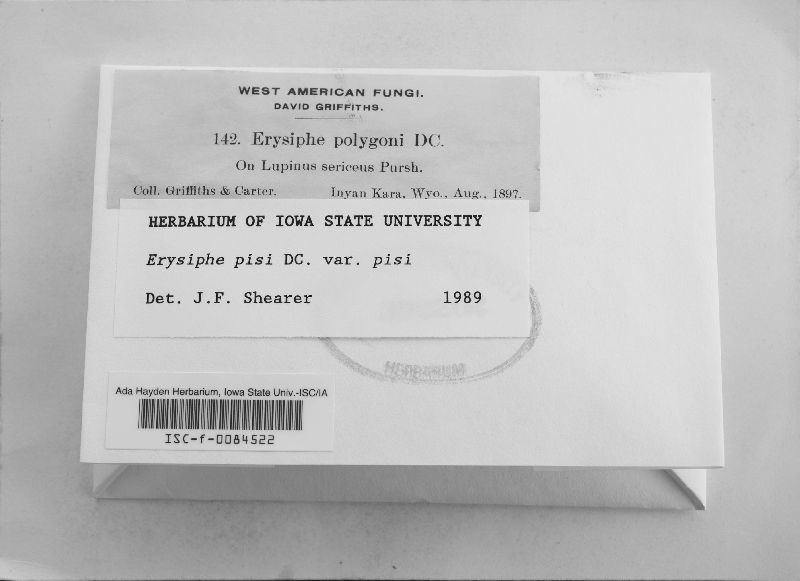 WEST AMERICAN FUNGI.
DAVID GRIFFITHS.
142. Erysiphe polygoni DC.
On Lupinus sericeus Pursh.
Coll. Griffiths & Carter. Inyan Kara, Wyo., Aug., 1897.
HERBARIUM OF IOWA STATE UNIVERSITY
Erysiphe pisi DC. var. pisi
Det. J.F. Shearer 1989
HERBARIUM
Ada Hayden Herbarium, Iowa State Univ.-ISC/IA
ISC-f-0084522